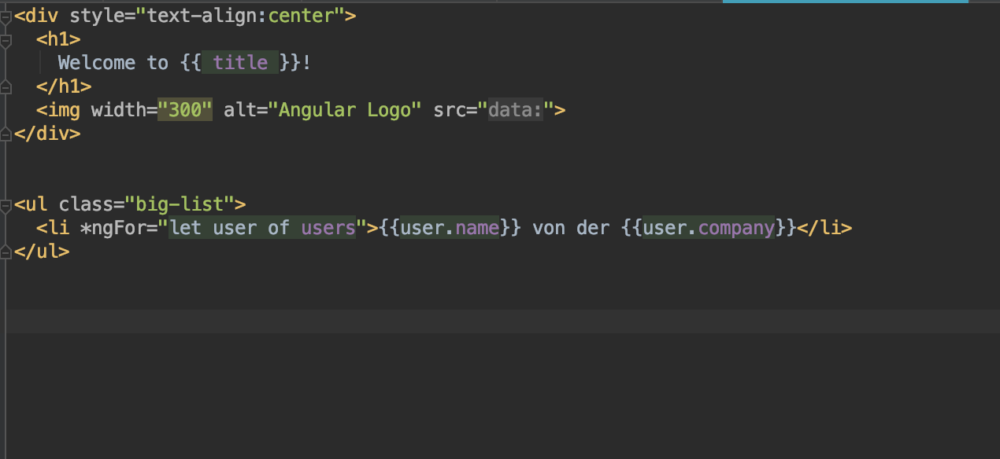 <div style="text-align:center">
  <h1>
    Welcome to {{ title }}!
  </h1>
  <img width="300" alt="Angular Logo" src="data:">
</div>
<ul class="big-list">
  <li *ngFor="let user of users">{{user.name}} von der {{user.company}}</li>
</ul>